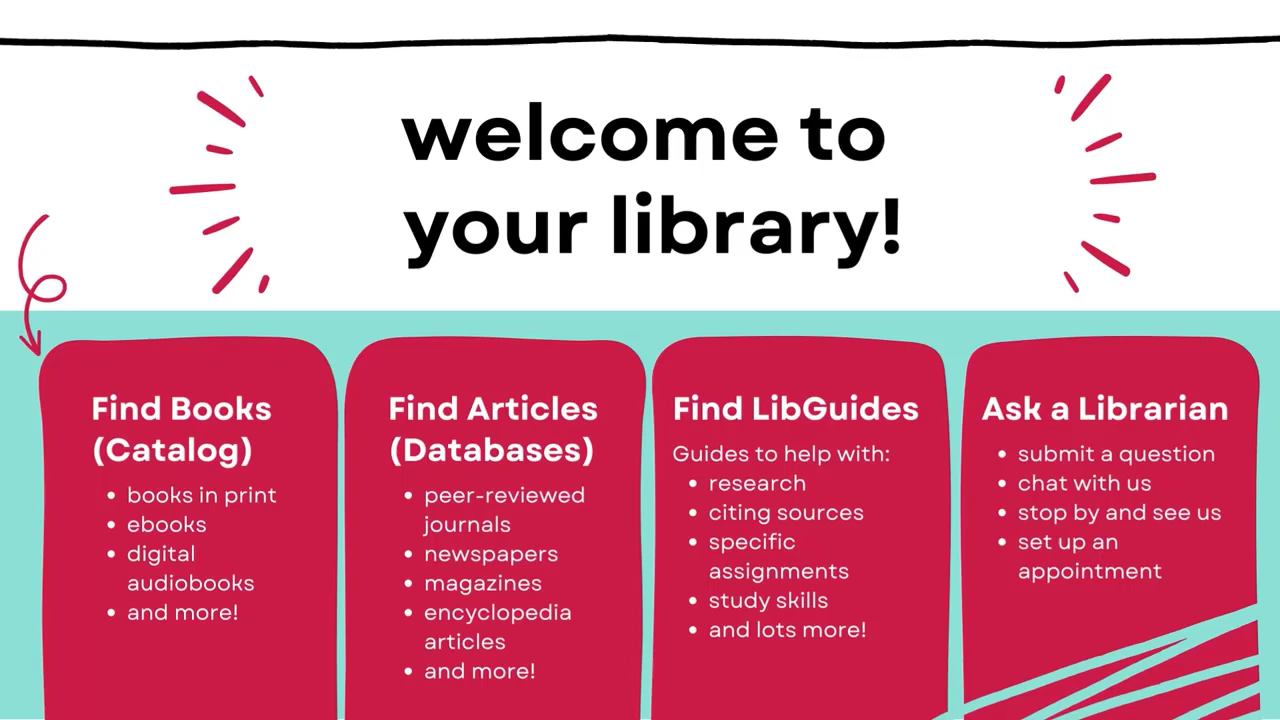 welcome to
your library!
Find Books
(Catalog)
• books in print
• ebooks
• digital
audiobooks
• and more!
Find Articles
(Databases)
• peer-reviewed
journals
• newspapers
• magazines
• encyclopedia
articles
• and more!
Find LibGuides
Guides to help with:
• research
• citing sources
• specific
assignments
• study skills
• and lots more!
Ask a Librarian
• submit a question
• chat with us
• stop by and see us
• set up an
appointment